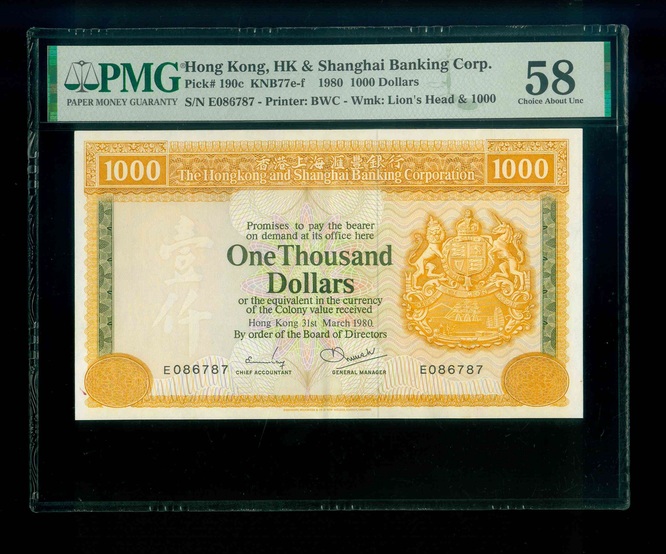 PMG
PAPER MONEY GUARANTY
Hong Kong, HK & Shanghai Banking Corp.
Pick# 190c KNB77e-f 1980 1000 Dollars
S/N E086787 - Printer: BWC - Wmk: Lion's Head & 1000
58
Choice About Unc
1000
香港上海滙豐銀行
The Hongkong and Shanghai Banking Corporation
1000
壹仟
Promises to pay the bearer
on demand at its office here
One Thousand
Dollars
or the equivalent in the currency
of the Colony value received
Hong Kong 31st March 1980
By order of the Board of Directors
E086787
CHIEF ACCOUNTANT
GENERAL MANAGER
E086787